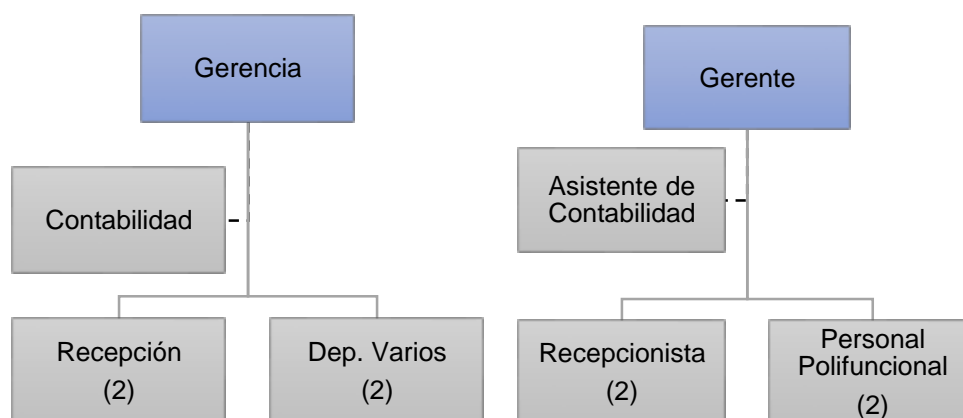 Gerencia
Contabilidad
Recepción
(2)
Dep. Varios
(2)
Gerente
Asistente de
Contabilidad
Recepcionista
(2)
Personal
Polifuncional
(2)